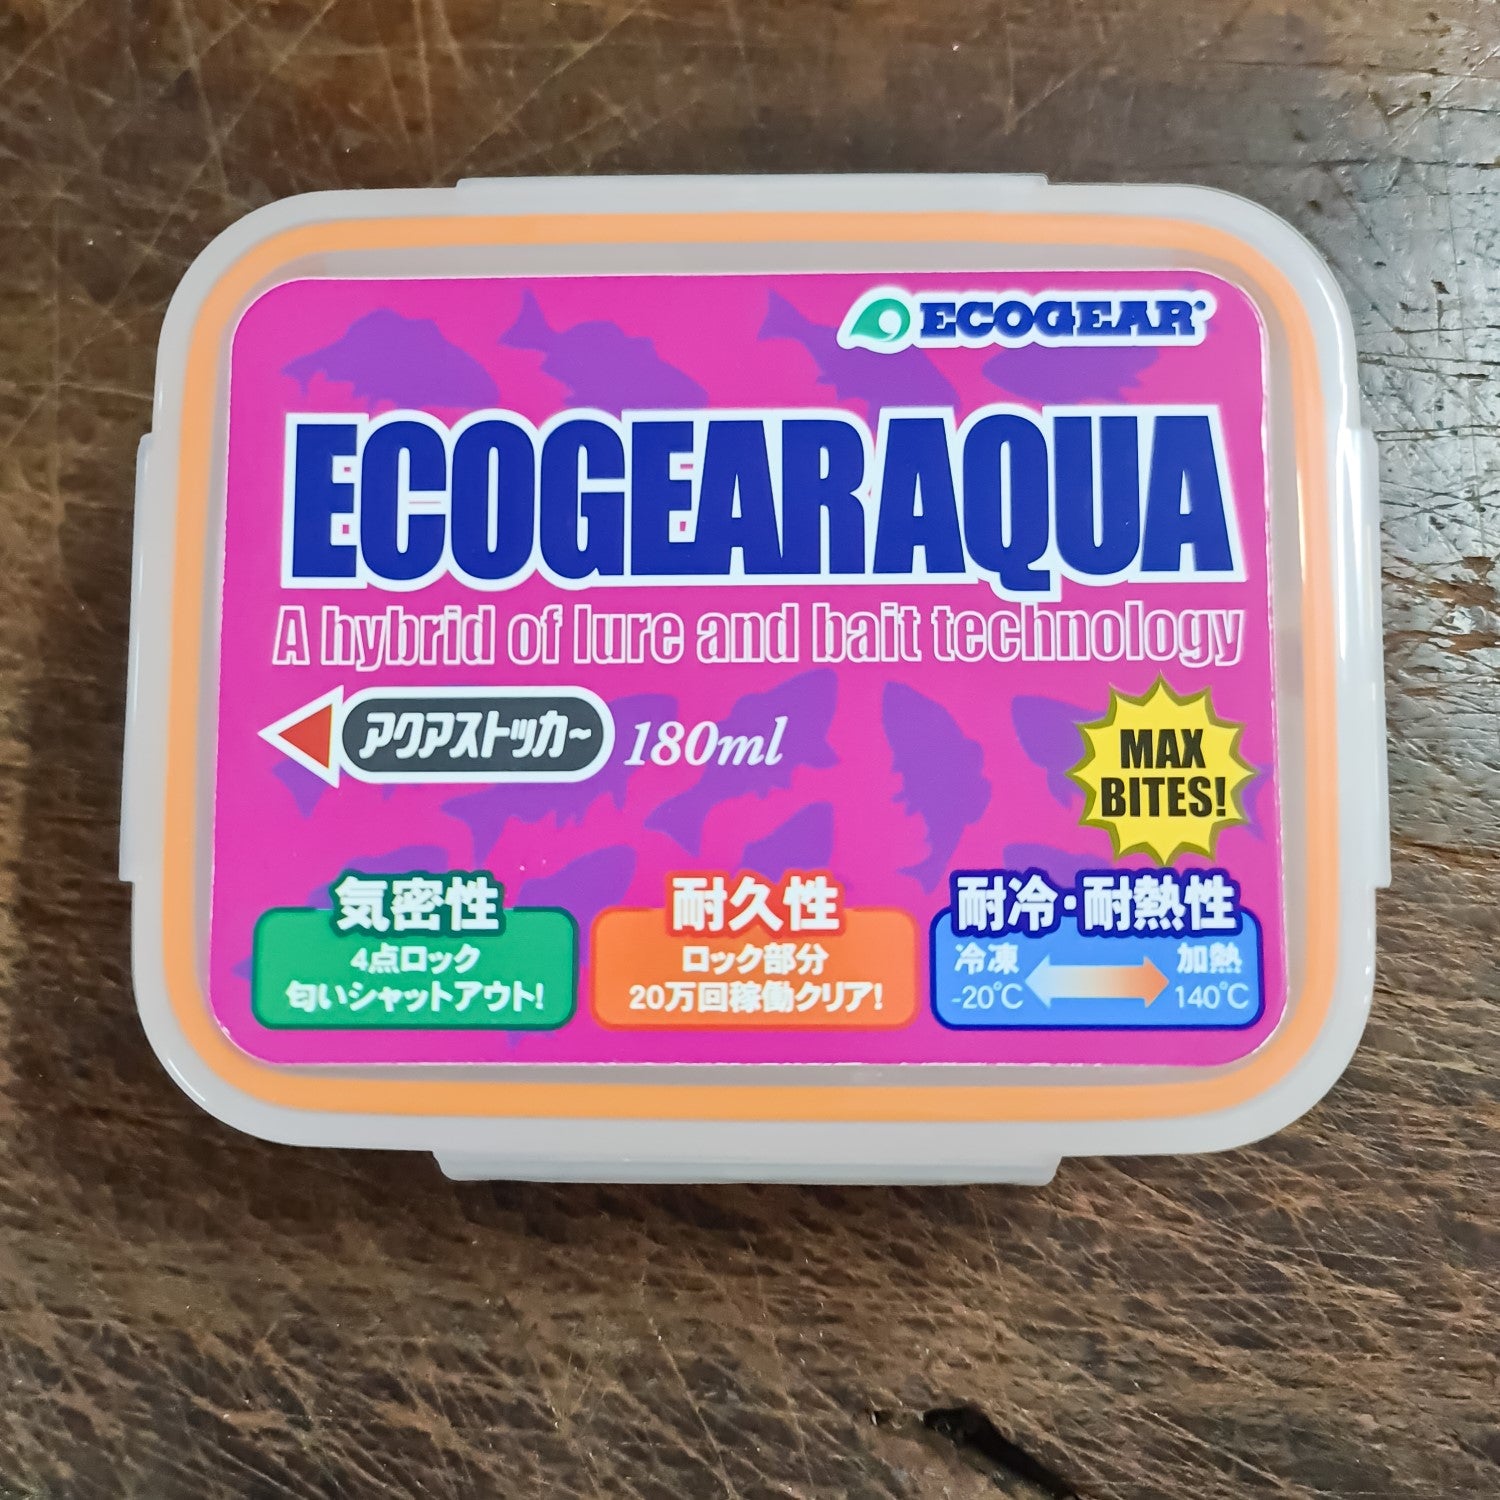 ECOGEAR®
ECOGEARAQUA
A hybrid of lure and bait technology
アクアストッカー 180ml
MAX
BITES!
気密性
4点ロック
匂いシャットアウト!
耐久性
ロック部分
20万回稼働クリア!
耐冷・耐熱性
冷凍 加熱
-20℃ 140℃